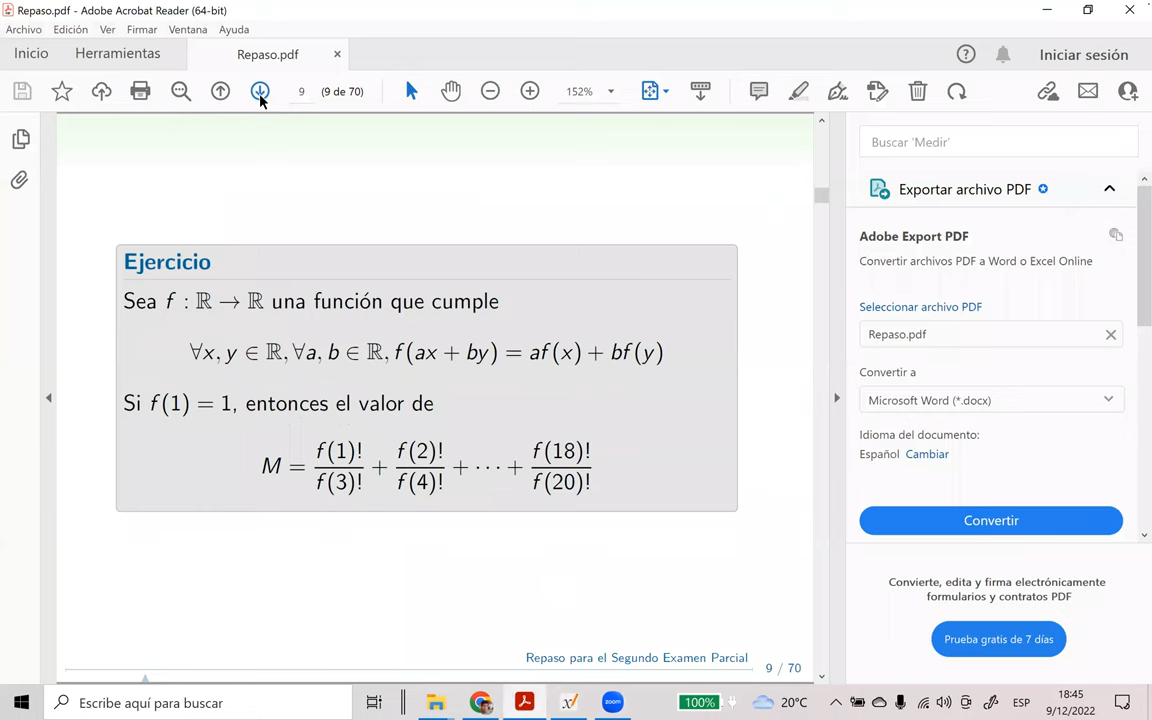 Repaso.pdf - Adobe Acrobat Reader (64-bit)
Archivo Edición Ver Firmar Ventana Ayuda
Inicio Herramientas Repaso.pdf × Iniciar sesión
9 (9 de 70) 152%
Buscar 'Medir'
Exportar archivo PDF
Adobe Export PDF
Convertir archivos PDF a Word o Excel Online
Seleccionar archivo PDF
Repaso.pdf
Convertir a
Microsoft Word (*.docx)
Idioma del documento:
Español Cambiar
Convertir
Convierte, edita y firma electrónicamente
formularios y contratos PDF
Prueba gratis de 7 días
Ejercicio
Sea f : ℝ → ℝ una función que cumple
∀x, y ∈ ℝ, ∀a, b ∈ ℝ, f(ax + by) = af(x) + bf(y)
Si f(1) = 1, entonces el valor de
M = f(1)!/f(3)! + f(2)!/f(4)! + ··· + f(18)!/f(20)!
Repaso para el Segundo Examen Parcial 9 / 70
Escribe aquí para buscar
zoom
100%
20°C
ESP
18:45
9/12/2022